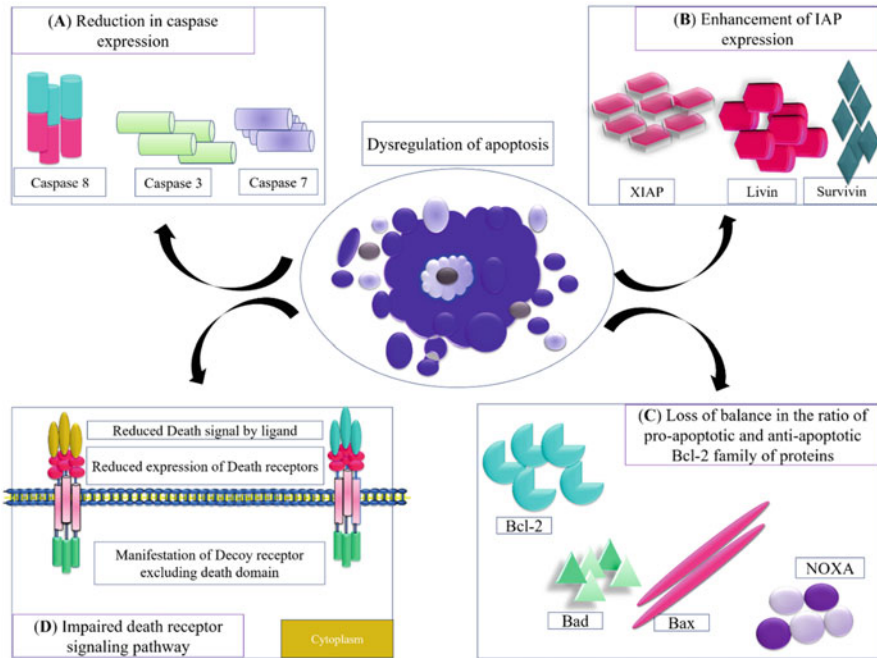 (A) Reduction in caspase
expression
Caspase 8
Caspase 3
Caspase 7
Dysregulation of apoptosis
(B) Enhancement of IAP
expression
XIAP
Livin
Survivin
Reduced Death signal by ligand
Reduced expression of Death receptors
Manifestation of Decoy receptor
excluding death domain
(D) Impaired death receptor
signaling pathway
Cytoplasm
(C) Loss of balance in the ratio of
pro-apoptotic and anti-apoptotic
Bcl-2 family of proteins
Bcl-2
Bad
Bax
NOXA